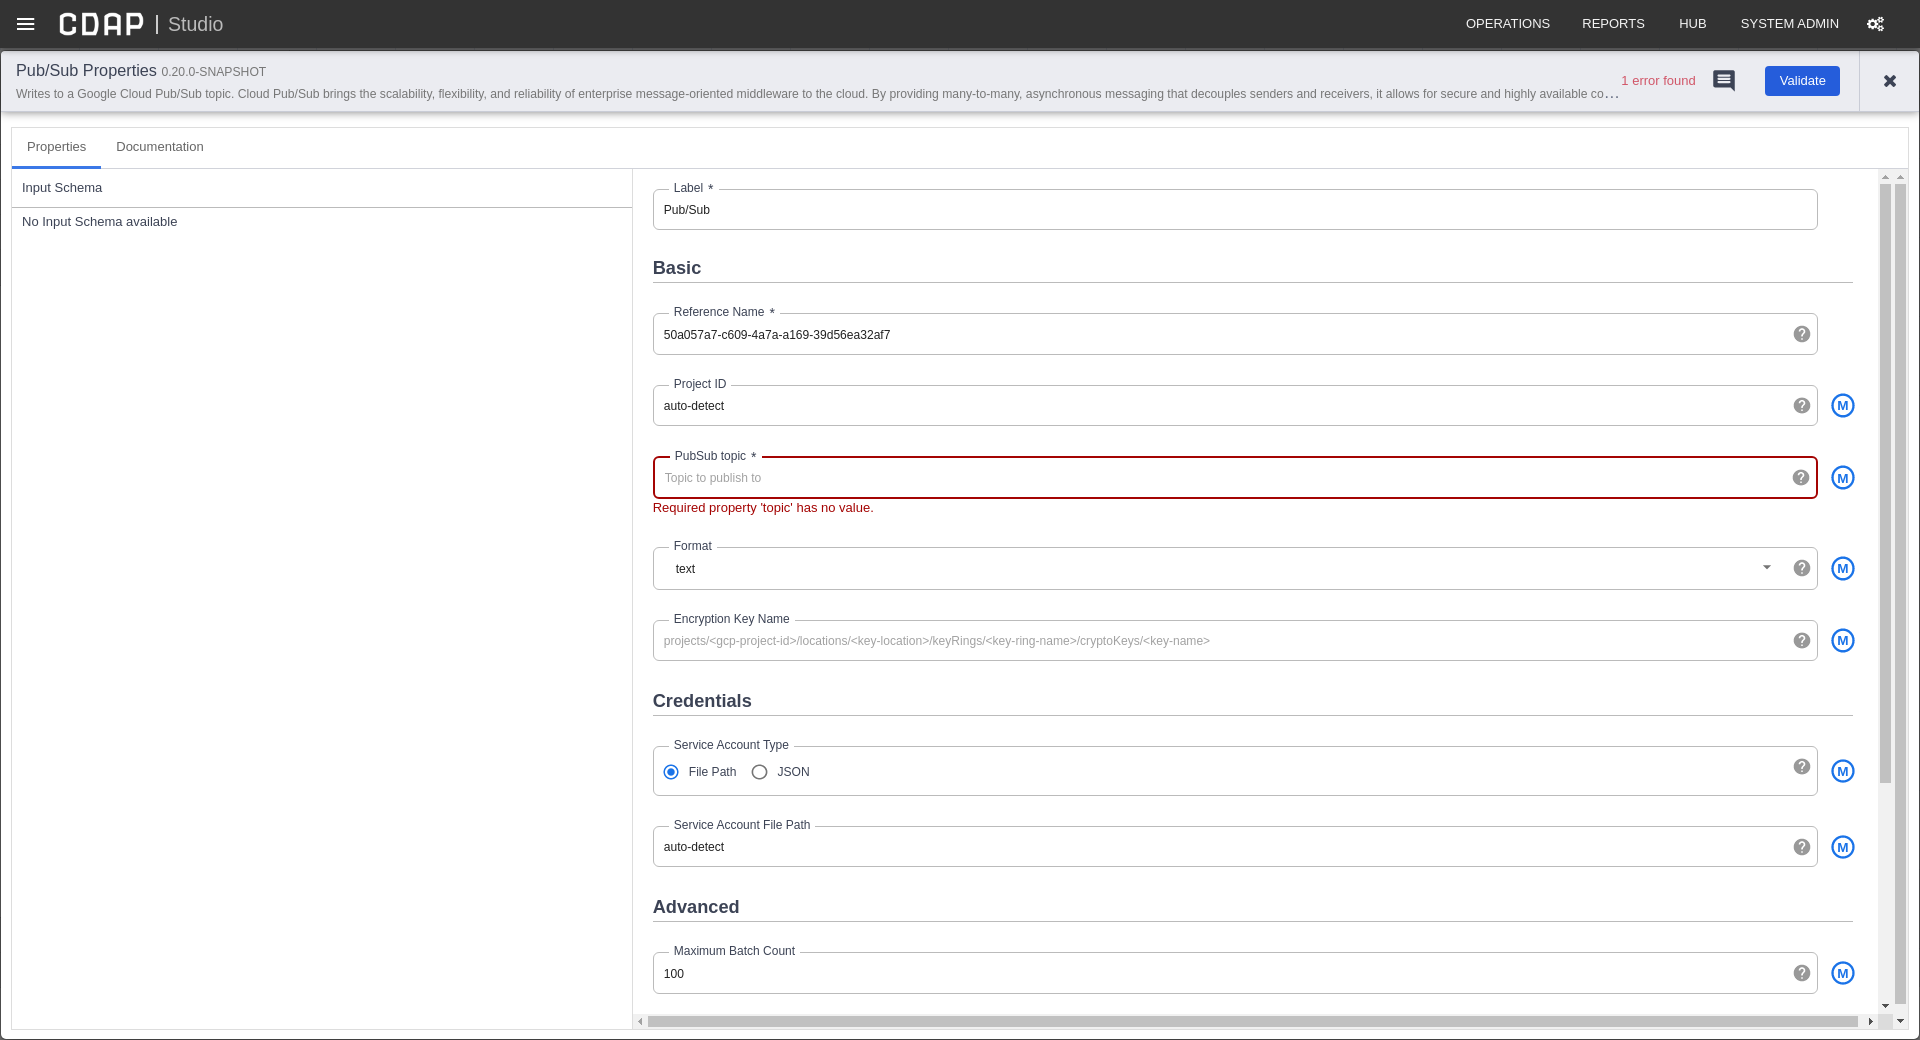 CDAP | Studio
OPERATIONS REPORTS HUB SYSTEM ADMIN
Pub/Sub Properties 0.20.0-SNAPSHOT
Writes to a Google Cloud Pub/Sub topic. Cloud Pub/Sub brings the scalability, flexibility, and reliability of enterprise message-oriented middleware to the cloud. By providing many-to-many, asynchronous messaging that decouples senders and receivers, it allows for secure and highly available co...
1 error found
Validate
Properties Documentation
Input Schema
No Input Schema available
Label *
Pub/Sub
Basic
Reference Name *
50a057a7-c609-4a7a-a169-39d56ea32af7
Project ID
auto-detect
M
PubSub topic *
Topic to publish to
M
Required property 'topic' has no value.
Format
text
M
Encryption Key Name
projects/<gcp-project-id>/locations/<key-location>/keyRings/<key-ring-name>/cryptoKeys/<key-name>
M
Credentials
Service Account Type
File Path JSON
M
Service Account File Path
auto-detect
M
Advanced
Maximum Batch Count
100
M